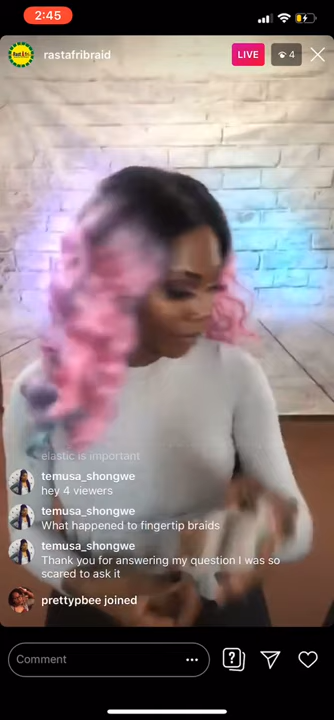 2:45
rastafribraid
LIVE
4
elastic is important
temusa_shongwe
hey 4 viewers
temusa_shongwe
What happened to fingertip braids
temusa_shongwe
Thank you for answering my question I was so
scared to ask it
prettypbee joined
Comment